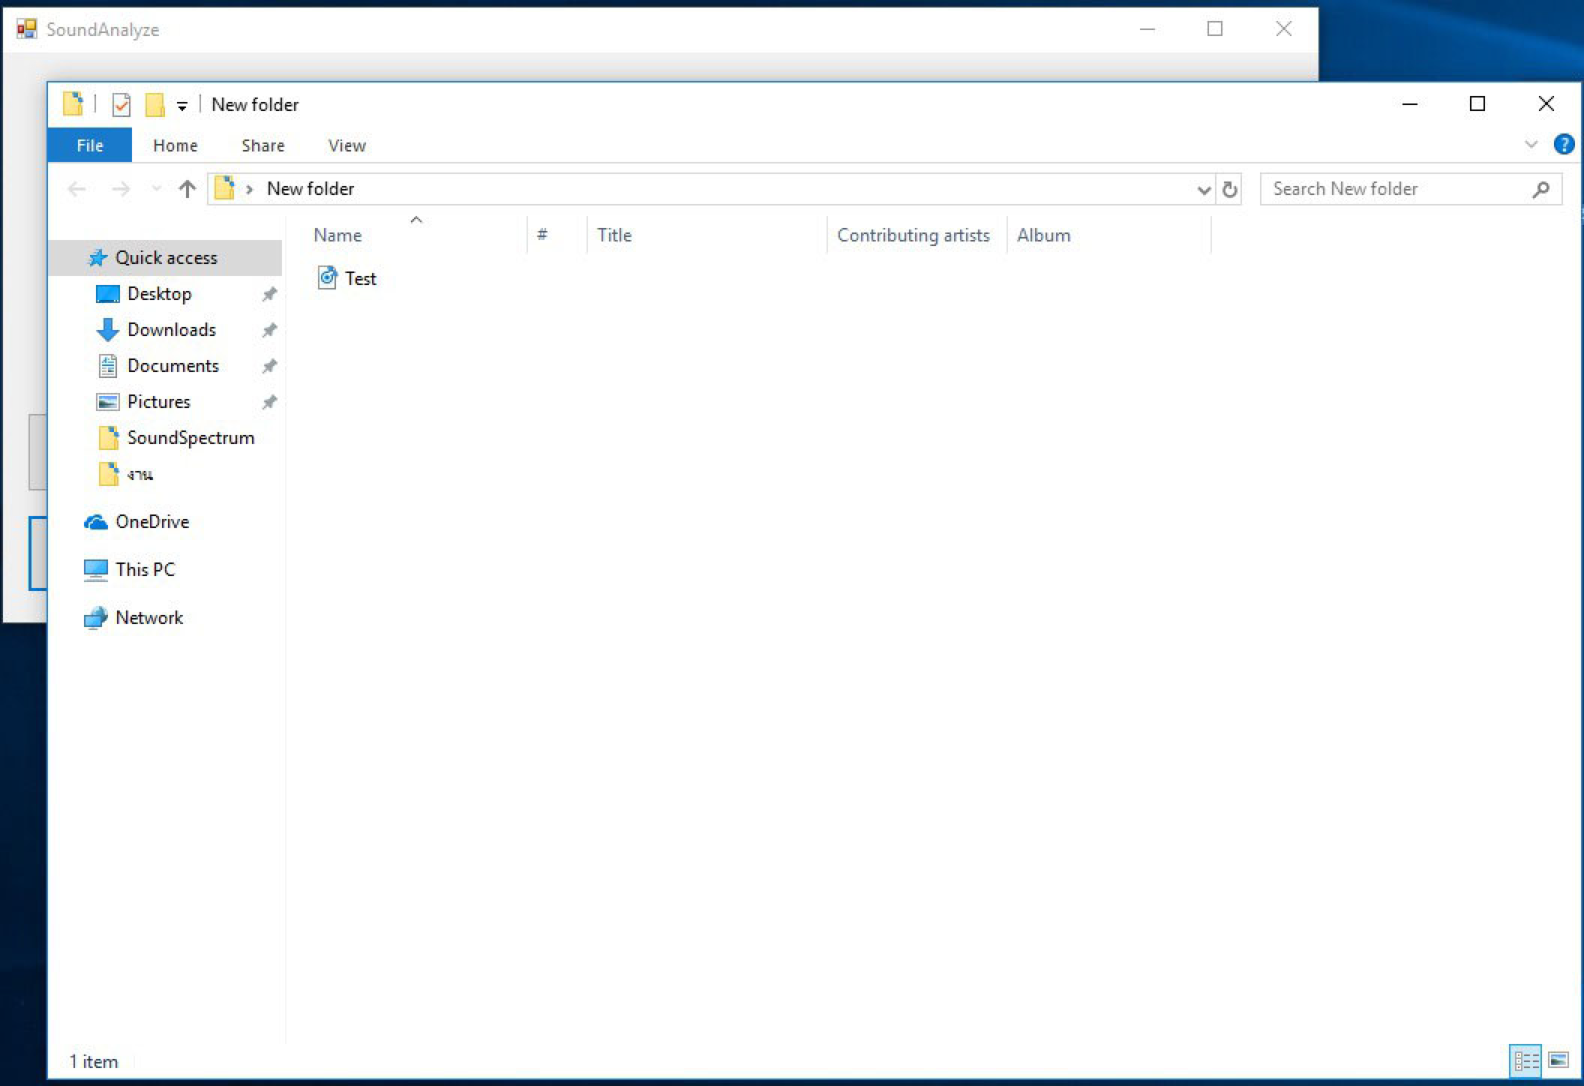 SoundAnalyze
New folder
File Home Share View
New folder
Search New folder
Name # Title Contributing artists Album
Test
Quick access
Desktop
Downloads
Documents
Pictures
SoundSpectrum
งาน
OneDrive
This PC
Network
1 item